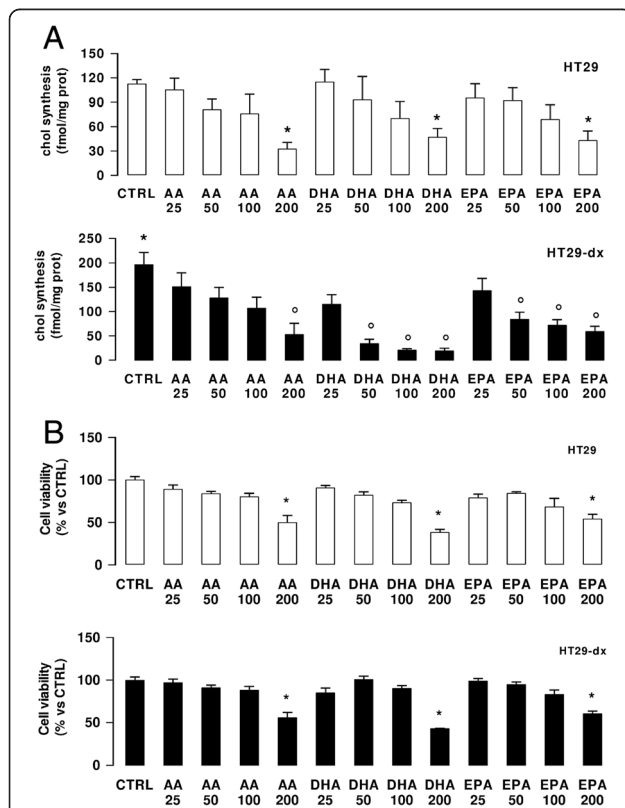 A
HT29
chol synthesis
(fmol/mg prot)
150
120
90
60
30
0
*
*
*
CTRL AA AA AA AA DHA DHA DHA DHA EPA EPA EPA EPA
25 50 100 200 25 50 100 200 25 50 100 200
HT29-dx
chol synthesis
(fmol/mg prot)
250
200
150
100
50
0
*
° ° ° ° ° ° °
CTRL AA AA AA AA DHA DHA DHA DHA EPA EPA EPA EPA
25 50 100 200 25 50 100 200 25 50 100 200
B
HT29
Cell viability
(% vs CTRL)
150
100
50
0
* * *
CTRL AA AA AA AA DHA DHA DHA DHA EPA EPA EPA EPA
25 50 100 200 25 50 100 200 25 50 100 200
HT29-dx
Cell viability
(% vs CTRL)
150
100
50
0
* * *
CTRL AA AA AA AA DHA DHA DHA DHA EPA EPA EPA EPA
25 50 100 200 25 50 100 200 25 50 100 200